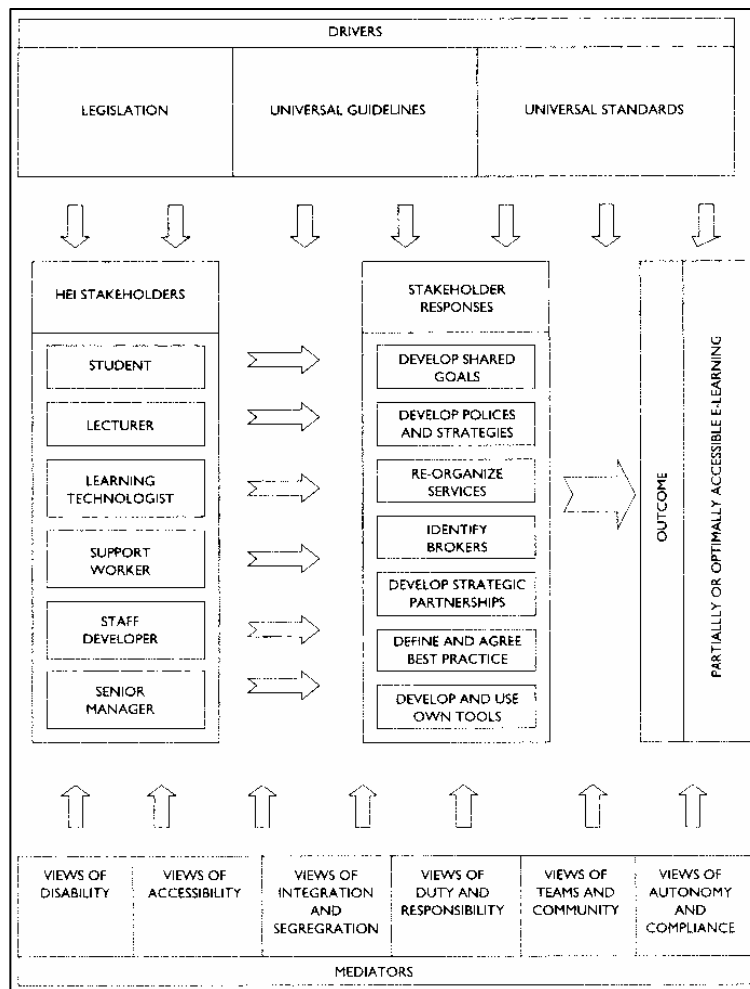 DRIVERS
LEGISLATION
UNIVERSAL GUIDELINES
UNIVERSAL STANDARDS
HEI STAKEHOLDERS
STUDENT
LECTURER
LEARNING
TECHNOLOGIST
SUPPORT
WORKER
STAFF
DEVELOPER
SENIOR
MANAGER
STAKEHOLDER
RESPONSES
DEVELOP SHARED
GOALS
DEVELOP POLICES
AND STRATEGIES
RE-ORGANIZE
SERVICES
IDENTIFY
BROKERS
DEVELOP STRATEGIC
PARTNERSHIPS
DEFINE AND AGREE
BEST PRACTICE
DEVELOP AND USE
OWN TOOLS
OUTCOME
PARTIALLLY OR OPTIMALLY ACCESSIBLE E-LEARNING
VIEWS OF
DISABILITY
VIEWS OF
ACCESSIBILITY
VIEWS OF
INTEGRATION
AND
SEGREGRATION
VIEWS OF
DUTY AND
RESPONSIBILITY
VIEWS OF
TEAMS AND
COMMUNITY
VIEWS OF
AUTONOMY
AND
COMPLIANCE
MEDIATORS